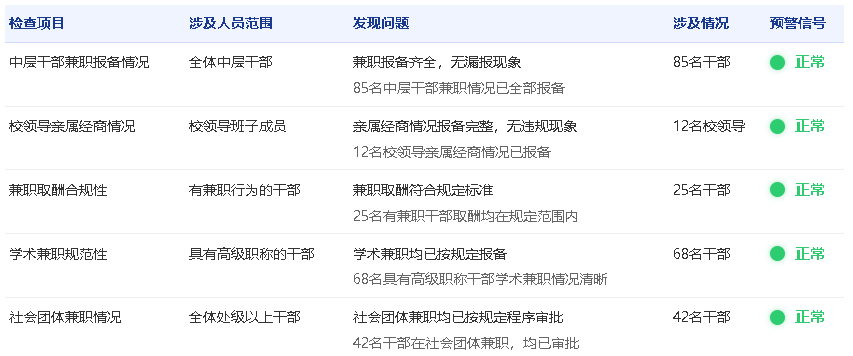 检查项目 涉及人员范围 发现问题 涉及情况 预警信号
中层干部兼职报备情况 全体中层干部 兼职报备齐全，无漏报现象 85名干部 正常
85名中层干部兼职情况已全部报备
校领导亲属经商情况 校领导班子成员 亲属经商情况报备完整，无违规现象 12名校领导 正常
12名校领导亲属经商情况已报备
兼职取酬合规性 有兼职行为的干部 兼职取酬符合规定标准 25名干部 正常
25名有兼职干部取酬均在规定范围内
学术兼职规范性 具有高级职称的干部 学术兼职均已按规定报备 68名干部 正常
68名具有高级职称干部学术兼职情况清晰
社会团体兼职情况 全体处级以上干部 社会团体兼职均已按规定程序审批 42名干部 正常
42名干部在社会团体兼职，均已审批